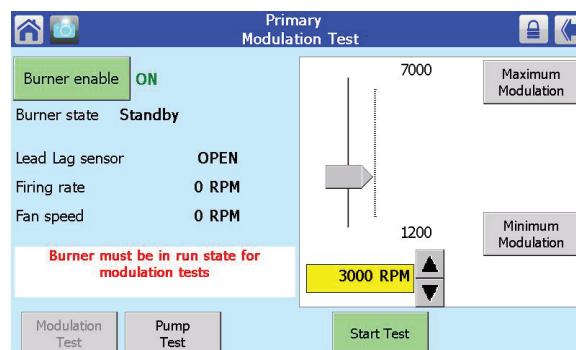 Primary
Modulation Test
Burner enable ON
Burner state Standby
Lead Lag sensor OPEN
Firing rate 0 RPM
Fan speed 0 RPM
Burner must be in run state for
modulation tests
7000
1200
3000 RPM
Maximum
Modulation
Minimum
Modulation
Modulation
Test
Pump
Test
Start Test